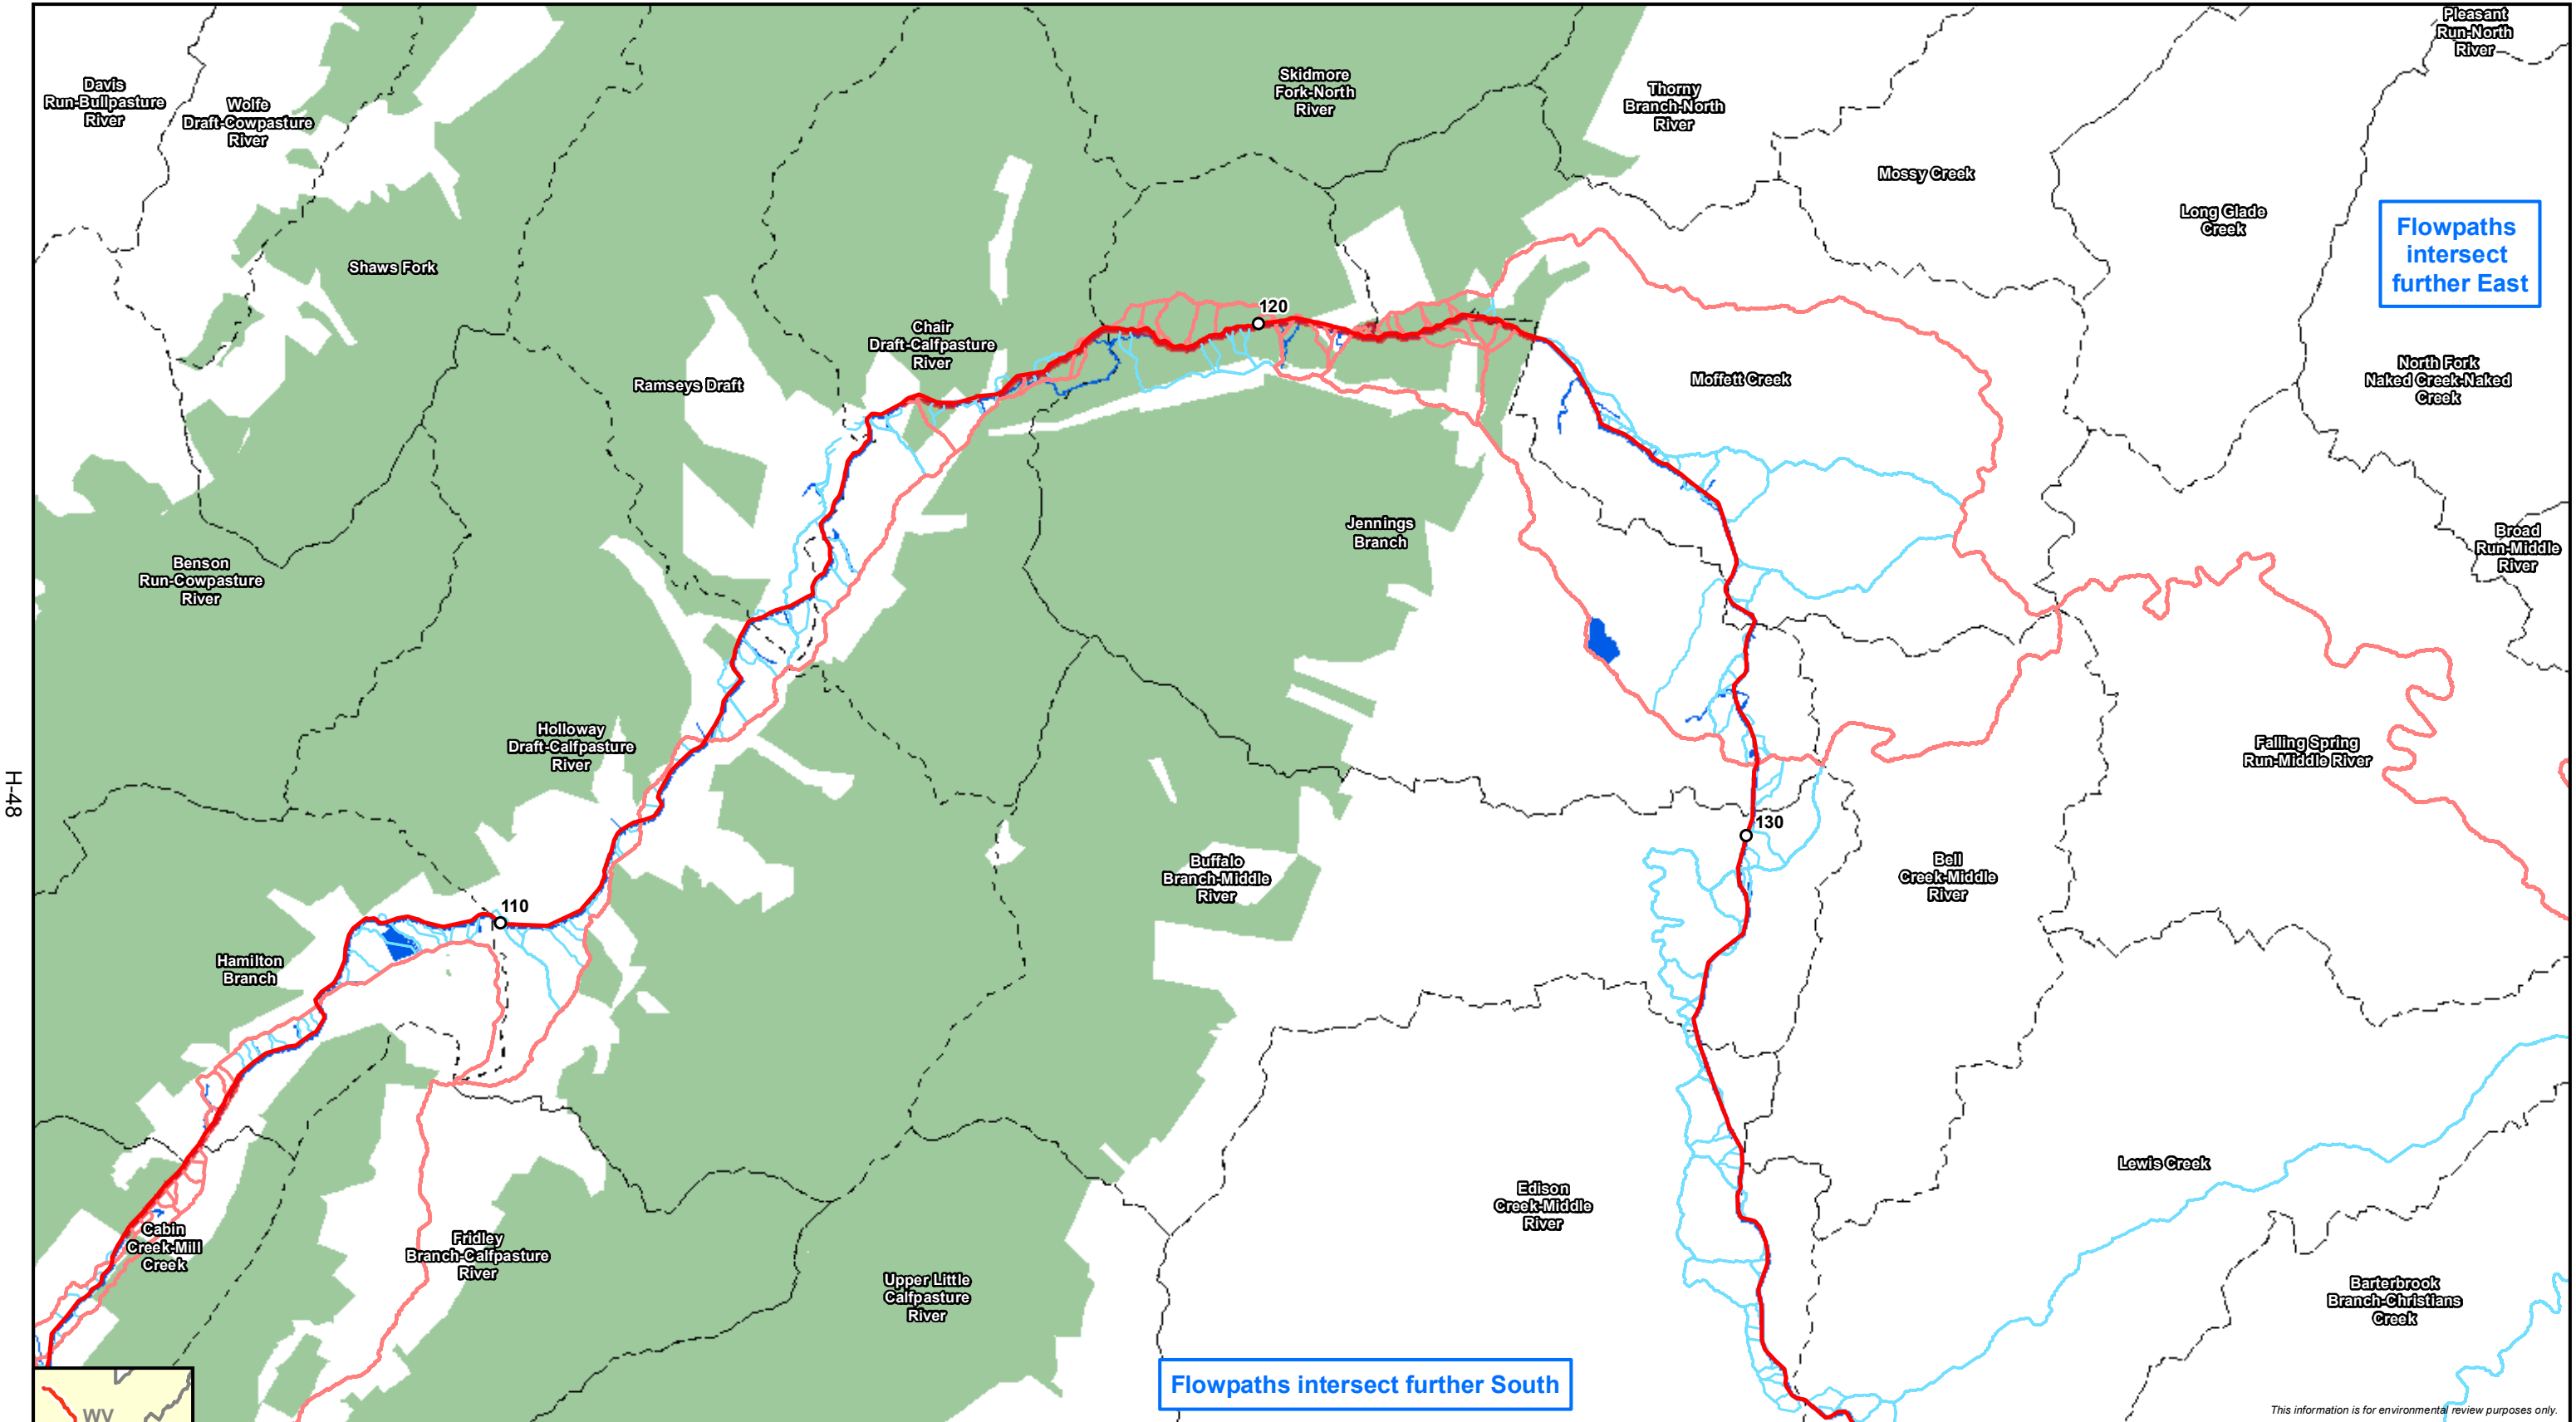 Pleasant
Run-North
River
Davis
Run-Bullpasture
River
Wolfe
Draft-Cowpasture
River
Skidmore
Fork-North
River
Thorny
Branch-North
River
Mossy Creek
Long Glade
Creek
Flowpaths
intersect
further East
Shaws Fork
120
Chair
Draft-Calfpasture
River
Ramseys Draft
Moffett Creek
North Fork
Naked Creek-Naked
Creek
Jennings
Branch
Broad
Run-Middle
River
Benson
Run-Cowpasture
River
Holloway
Draft-Calfpasture
River
Falling Spring
Run-Middle River
H-48
130
Buffalo
Branch-Middle
River
Bell
Creek-Middle
River
110
Hamilton
Branch
Lewis Creek
Edison
Creek-Middle
River
Cabin
Creek-Mill
Creek
Fridley
Branch-Calfpasture
River
Upper Little
Calfpasture
River
Barterbrook
Branch-Christians
Creek
Flowpaths intersect further South
WV
This information is for environmental review purposes only.